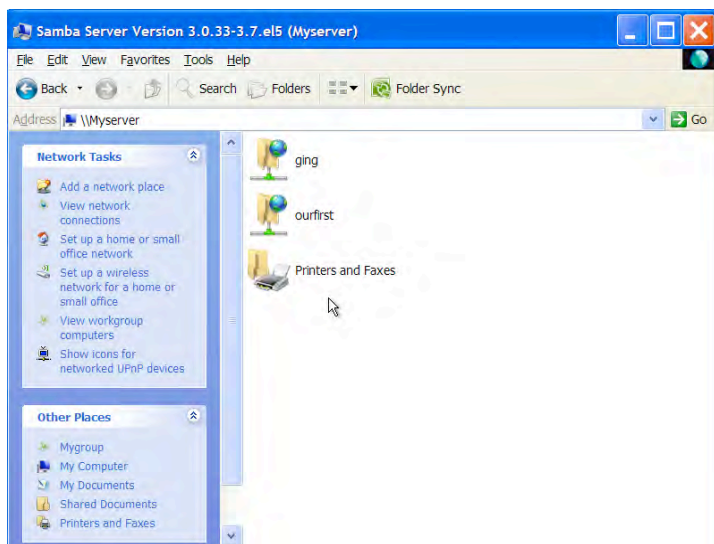 Samba Server Version 3.0.33-3.7.el5 (Myserver)
File Edit View Favorites Tools Help
Back Search Folders Folder Sync
Address \\Myserver Go
Network Tasks
Add a network place
View network
connections
Set up a home or small
office network
Set up a wireless
network for a home or
small office
View workgroup
computers
Show icons for
networked UPnP devices
Other Places
Mygroup
My Computer
My Documents
Shared Documents
Printers and Faxes
ging
ourfirst
Printers and Faxes